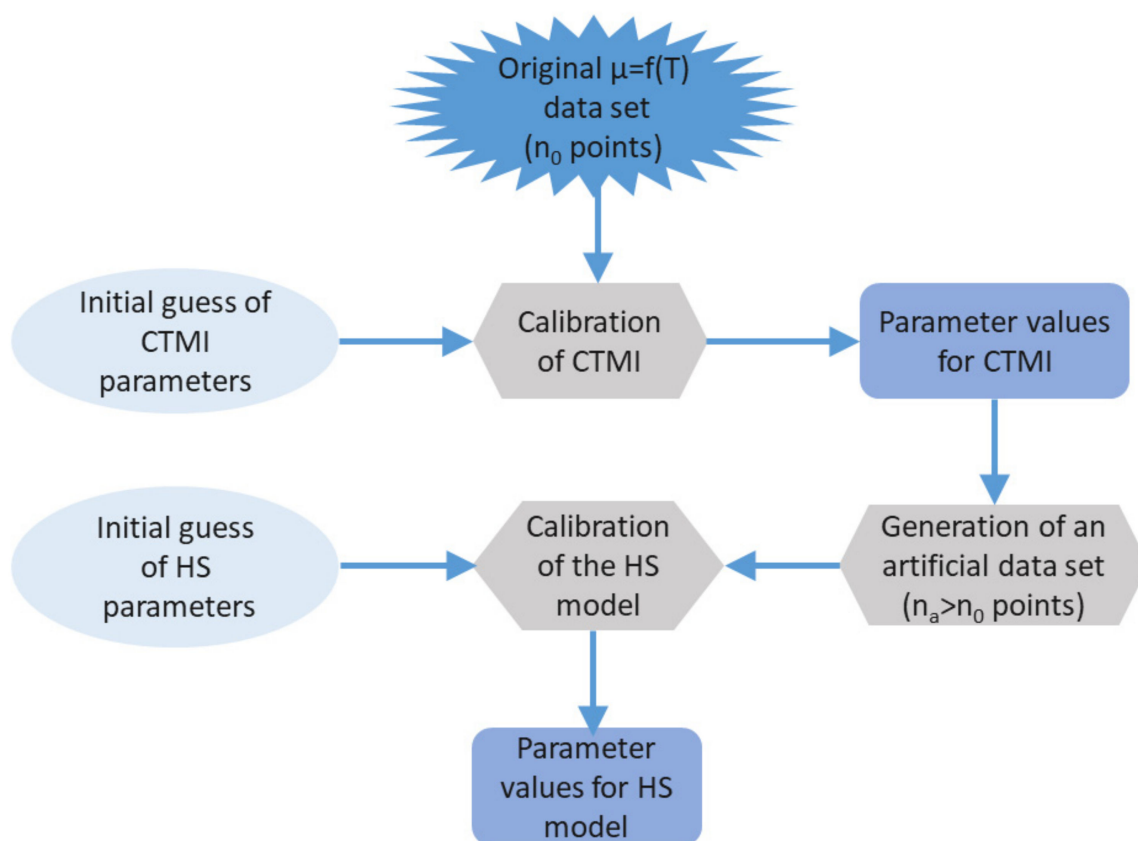 Original μ=f(T)
data set
(n₀ points)
Initial guess of
CTMI
parameters
Calibration
of CTMI
Parameter values
for CTMI
Initial guess
of HS
parameters
Calibration
of the HS
model
Generation of an
artificial data set
(nₐ>n₀ points)
Parameter
values for HS
model